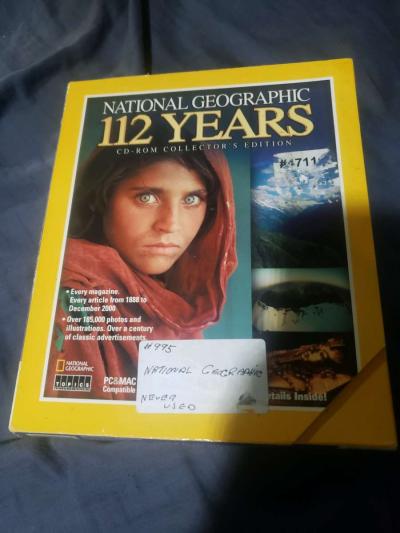 NATIONAL GEOGRAPHIC
112 YEARS
CD-ROM COLLECTOR'S EDITION
#4711
• Every magazine.
Every article from 1888 to
December 2000
• Over 185,000 photos and
illustrations. Over a century
of classic advertisements.
NATIONAL
GEOGRAPHIC
TOPICS
PC&MAC
Compatible
#995
NATIONAL GEOGRAPHIC
NEVER
USED
etails Inside!